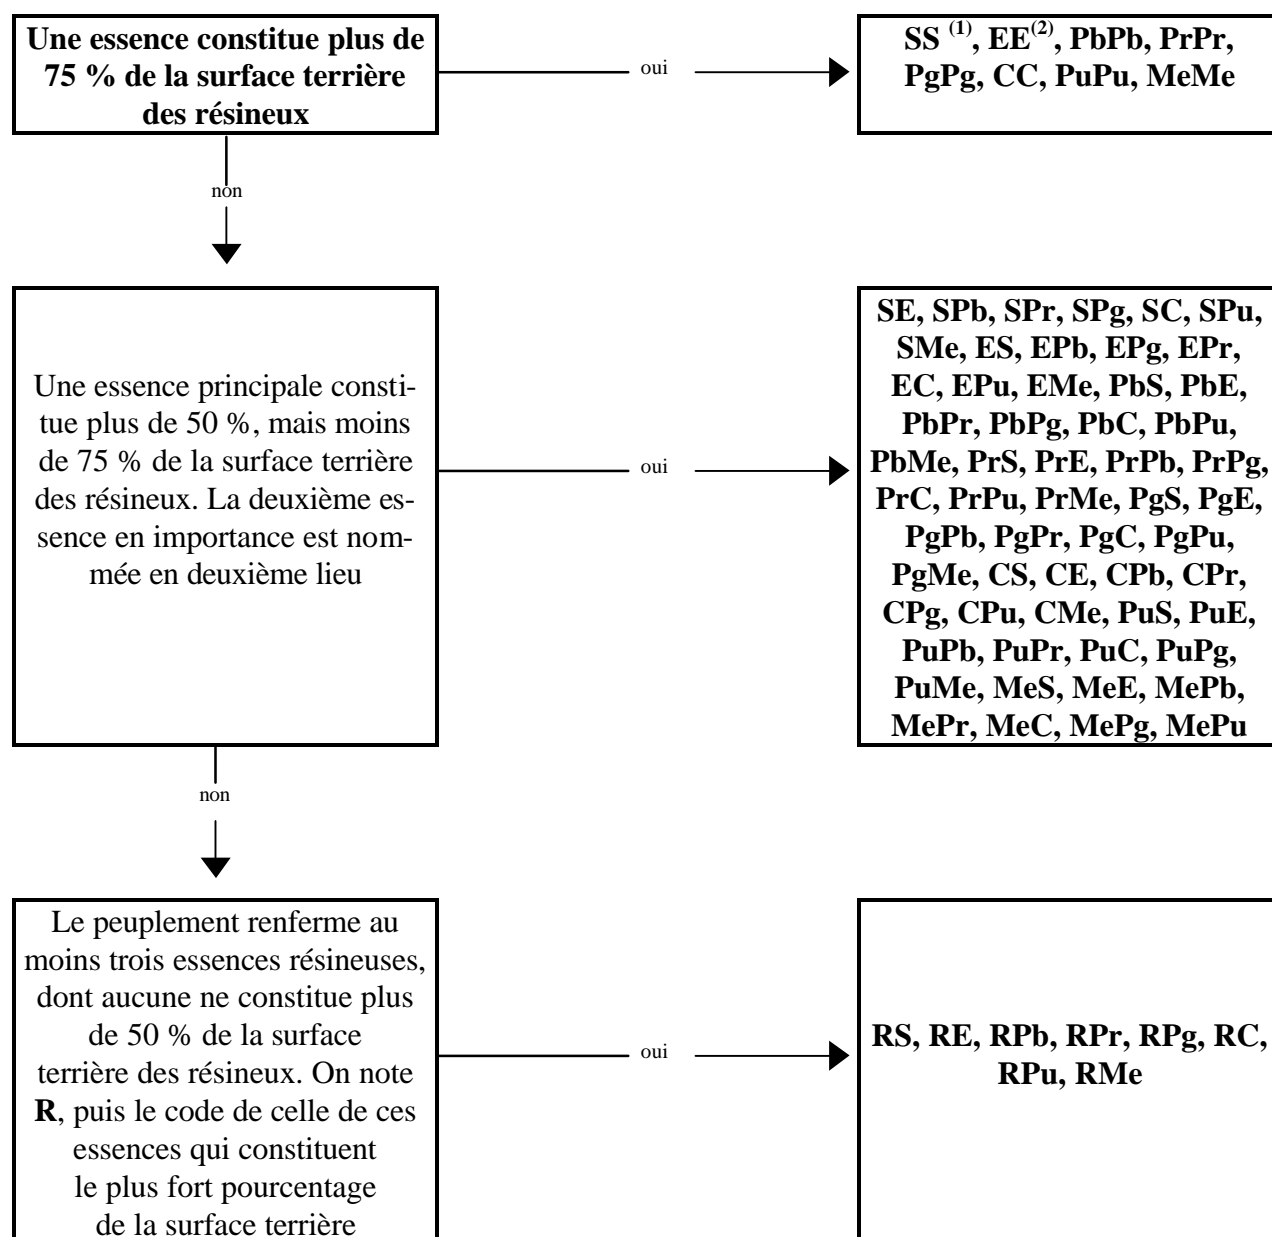 Une essence constitue plus de
75 % de la surface terrière
des résineux
oui
SS (1), EE(2), PbPb, PrPr,
PgPg, CC, PuPu, MeMe
non
Une essence principale consti-
tue plus de 50 %, mais moins
de 75 % de la surface terrière
des résineux. La deuxième es-
sence en importance est nom-
mée en deuxième lieu
oui
SE, SPb, SPr, SPg, SC, SPu,
SMe, ES, EPb, EPg, EPr,
EC, EPu, EMe, PbS, PbE,
PbPr, PbPg, PbC, PbPu,
PbMe, PrS, PrE, PrPb, PrPg,
PrC, PrPu, PrMe, PgS, PgE,
PgPb, PgPr, PgC, PgPu,
PgMe, CS, CE, CPb, CPr,
CPg, CPu, CMe, PuS, PuE,
PuPb, PuPr, PuC, PuPg,
PuMe, MeS, MeE, MePb,
MePr, MeC, MePg, MePu
non
Le peuplement renferme au
moins trois essences résineuses,
dont aucune ne constitue plus
de 50 % de la surface
terrière des résineux. On note
R, puis le code de celle de ces
essences qui constituent
le plus fort pourcentage
de la surface terrière
oui
RS, RE, RPb, RPr, RPg, RC,
RPu, RMe